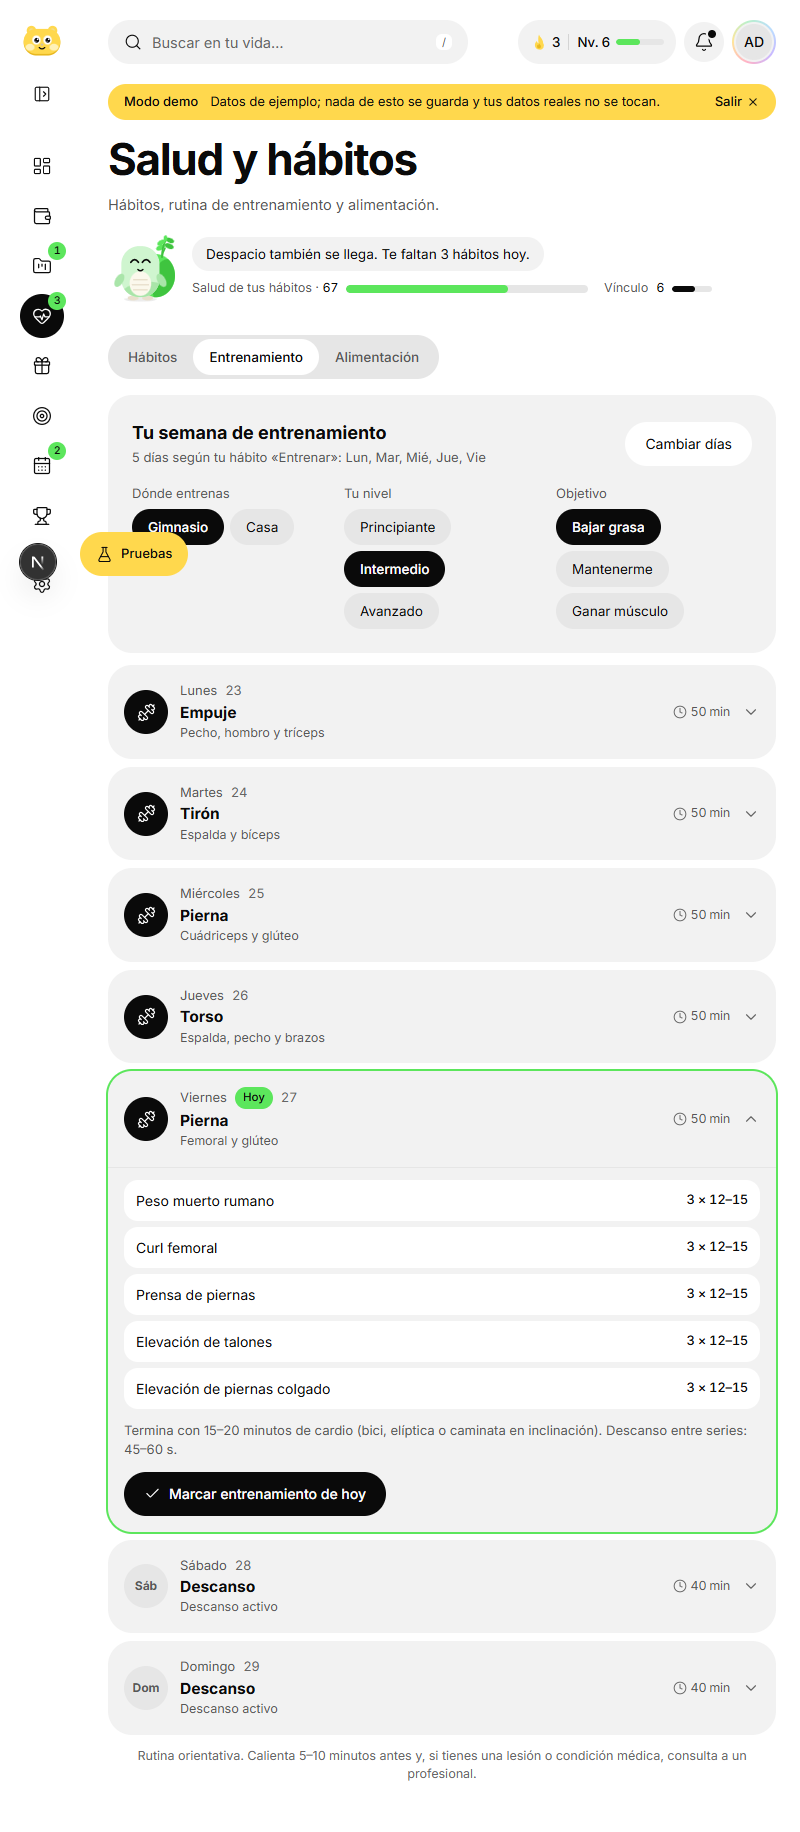 Buscar en tu vida...
/
3
Nv. 6
AD
Modo demo Datos de ejemplo; nada de esto se guarda y tus datos reales no se tocan.
Salir ×
Salud y hábitos
Hábitos, rutina de entrenamiento y alimentación.
1
3
2
N
Despacio también se llega. Te faltan 3 hábitos hoy.
Salud de tus hábitos · 67
Vínculo 6
Hábitos
Entrenamiento
Alimentación
Tu semana de entrenamiento
5 días según tu hábito «Entrenar»: Lun, Mar, Mié, Jue, Vie
Cambiar días
Dónde entrenas
Gimnasio
Casa
Tu nivel
Principiante
Intermedio
Avanzado
Objetivo
Bajar grasa
Mantenerme
Ganar músculo
Pruebas
Lunes 23
Empuje
Pecho, hombro y tríceps
50 min
Martes 24
Tirón
Espalda y bíceps
50 min
Miércoles 25
Pierna
Cuádriceps y glúteo
50 min
Jueves 26
Torso
Espalda, pecho y brazos
50 min
Viernes Hoy 27
Pierna
Femoral y glúteo
50 min
Peso muerto rumano 3 × 12–15
Curl femoral 3 × 12–15
Prensa de piernas 3 × 12–15
Elevación de talones 3 × 12–15
Elevación de piernas colgado 3 × 12–15
Termina con 15–20 minutos de cardio (bici, elíptica o caminata en inclinación). Descanso entre series:
45–60 s.
Marcar entrenamiento de hoy
Sáb
Sábado 28
Descanso
Descanso activo
40 min
Dom
Domingo 29
Descanso
Descanso activo
40 min
Rutina orientativa. Calienta 5–10 minutos antes y, si tienes una lesión o condición médica, consulta a un
profesional.